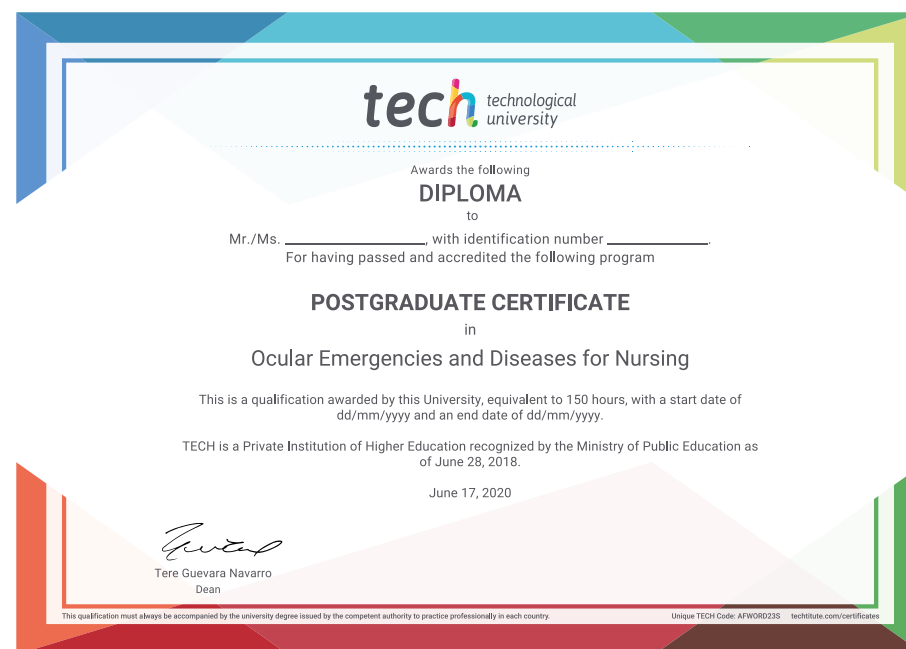 tech technological
university
Awards the following
DIPLOMA
to
Mr./Ms. ____________________, with identification number ______________.
For having passed and accredited the following program
POSTGRADUATE CERTIFICATE
in
Ocular Emergencies and Diseases for Nursing
This is a qualification awarded by this University, equivalent to 150 hours, with a start date of
dd/mm/yyyy and an end date of dd/mm/yyyy.
TECH is a Private Institution of Higher Education recognized by the Ministry of Public Education as
of June 28, 2018.
June 17, 2020
Tere Guevara Navarro
Dean
This qualification must always be accompanied by the university degree issued by the competent authority to practice professionally in each country.
Unique TECH Code: AFWORD23S techtitute.com/certificates